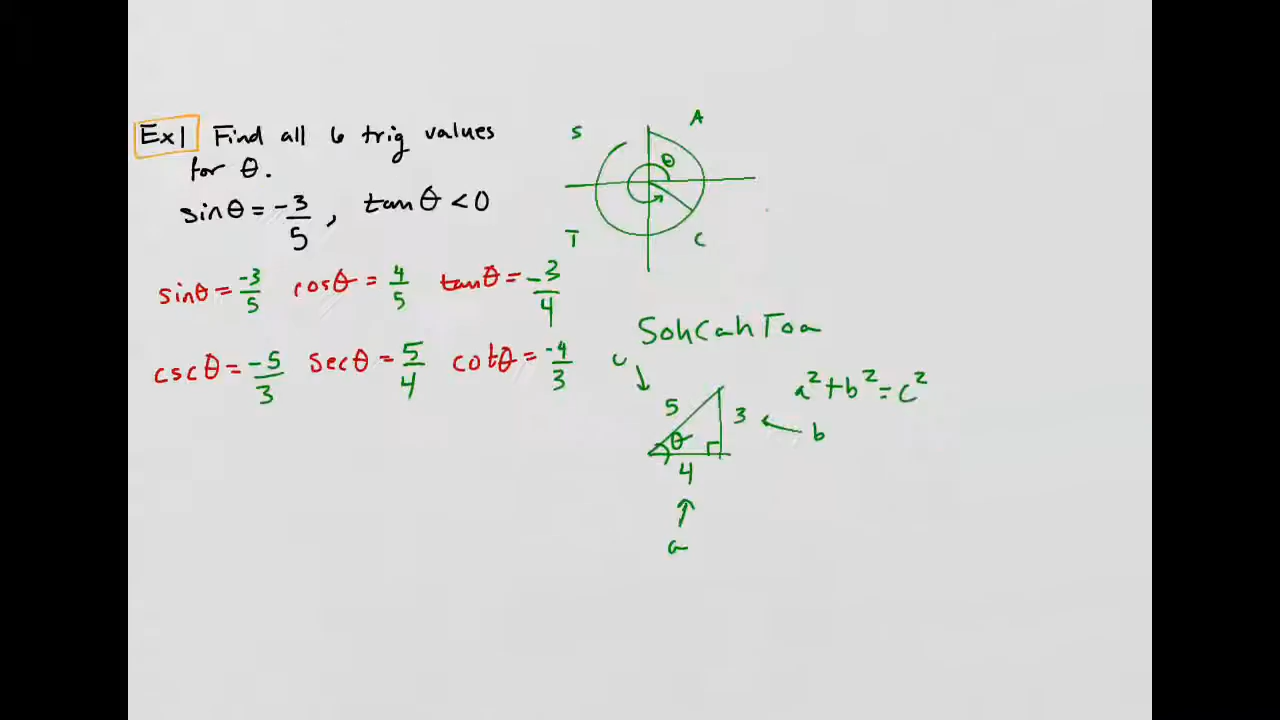 Ex1 Find all 6 trig values
for θ.
sinθ = -3/5, tanθ < 0
sinθ = -3/5 cosθ = 4/5 tanθ = -3/4
cscθ = -5/3 secθ = 5/4 cotθ = -4/3
S A
θ
T C
SohCahToa
a²+b²=c²
5 3
b
θ
4
a